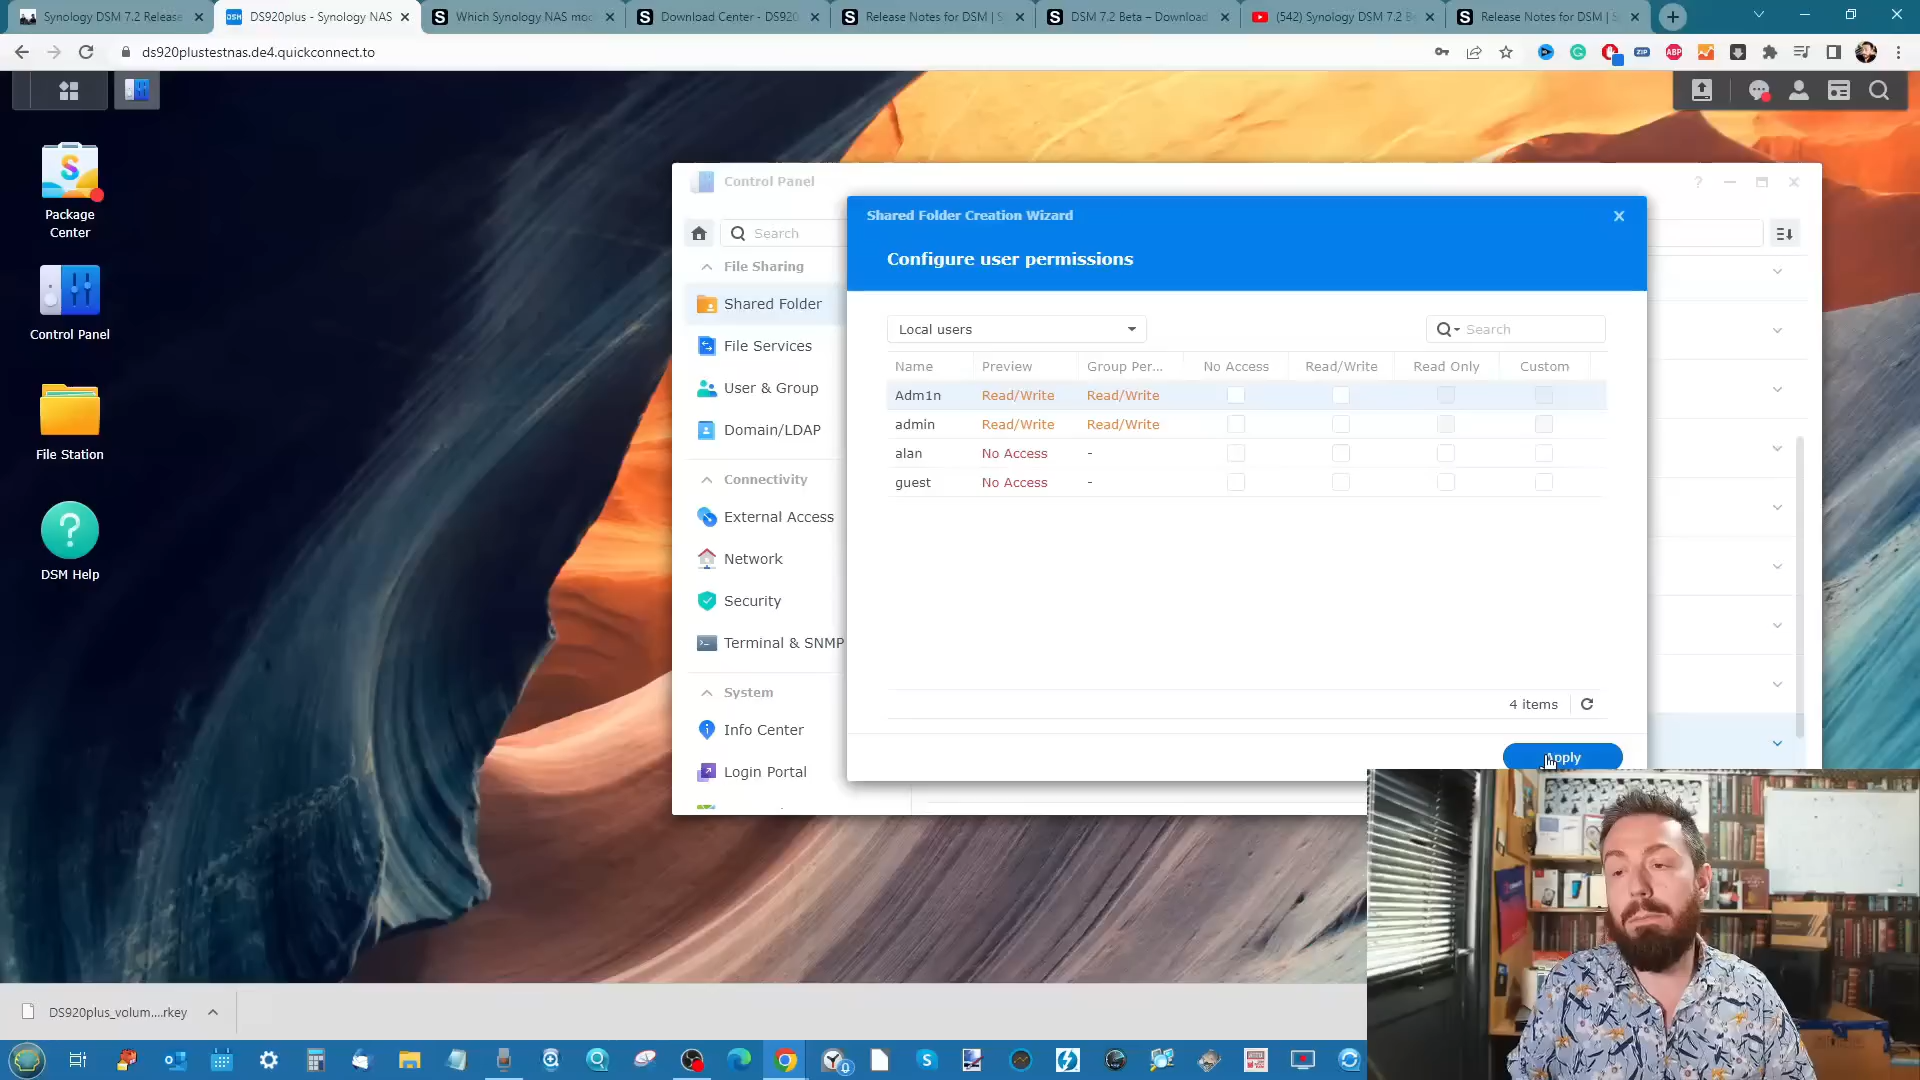 Synology DSM 7.2 Release
DS920plus - Synology NAS
Which Synology NAS mo
Download Center - DS920
Release Notes for DSM | S
DSM 7.2 Beta – Download
(542) Synology DSM 7.2 Be
Release Notes for DSM | S
ds920plustestnas.de4.quickconnect.to
Package
Center
Control Panel
File Station
DSM Help
Control Panel
Search
File Sharing
Shared Folder
File Services
User & Group
Domain/LDAP
Connectivity
External Access
Network
Security
Terminal & SNMP
System
Info Center
Login Portal
Shared Folder Creation Wizard
Configure user permissions
Local users
Search
Name Preview Group Per... No Access Read/Write Read Only Custom
Adm1n Read/Write Read/Write
admin Read/Write Read/Write
alan No Access -
guest No Access -
4 items
Apply
DS920plus_volum....rkey